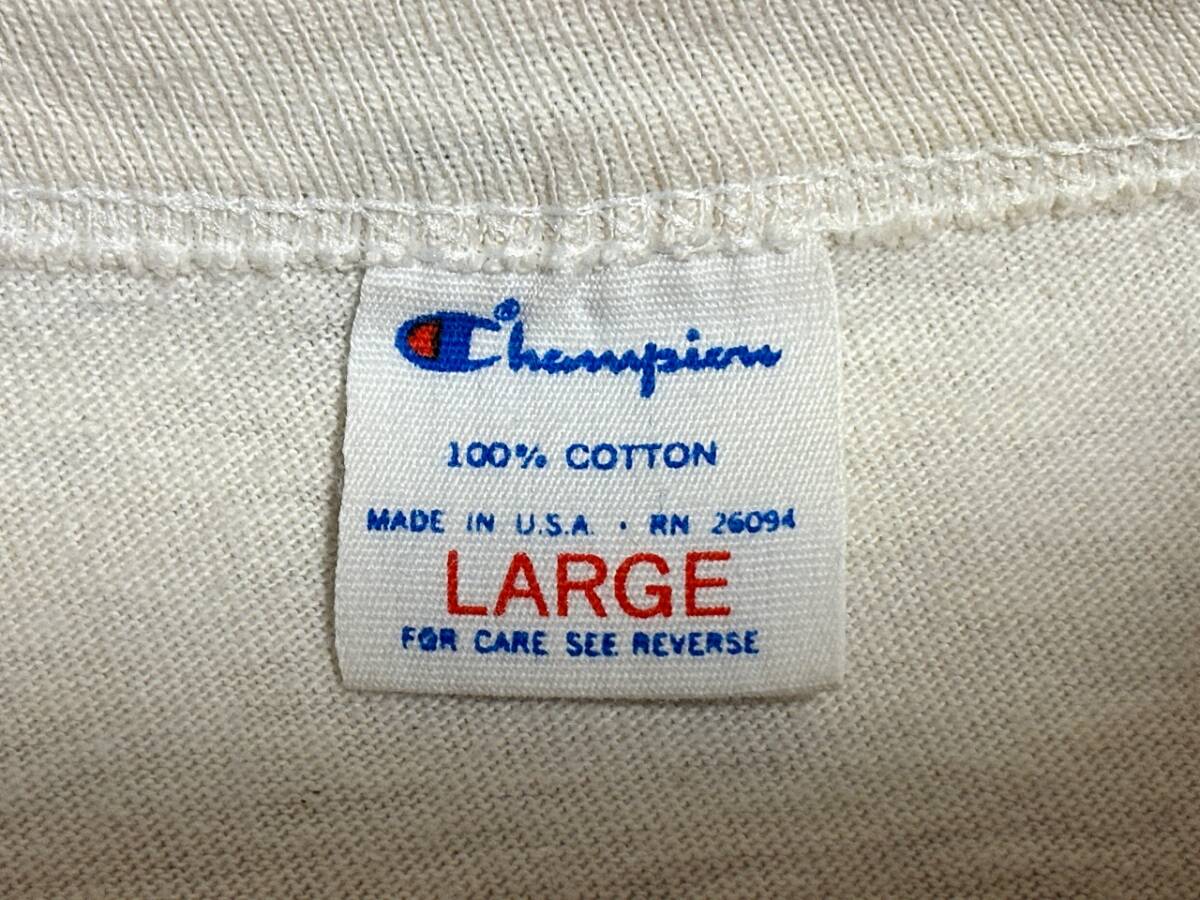 Champion®
100% COTTON
MADE IN U.S.A. · RN 26094
LARGE
FOR CARE SEE REVERSE